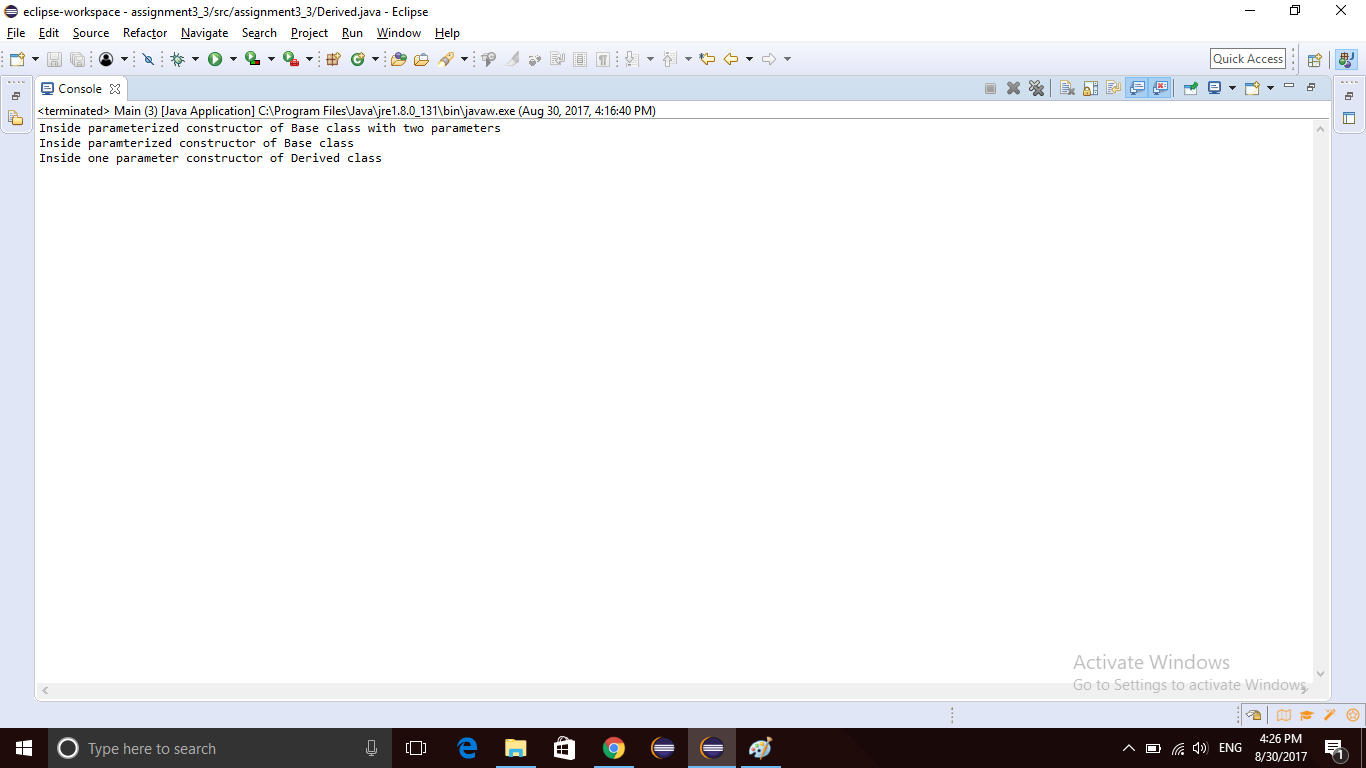 eclipse-workspace - assignment3_3/src/assignment3_3/Derived.java - Eclipse
File Edit Source Refactor Navigate Search Project Run Window Help
Quick Access
Console
<terminated> Main (3) [Java Application] C:\Program Files\Java\jre1.8.0_131\bin\javaw.exe (Aug 30, 2017, 4:16:40 PM)
Inside parameterized constructor of Base class with two parameters
Inside paramterized constructor of Base class
Inside one parameter constructor of Derived class
Activate Windows
Go to Settings to activate Windows.
Type here to search
ENG
4:26 PM
8/30/2017
1